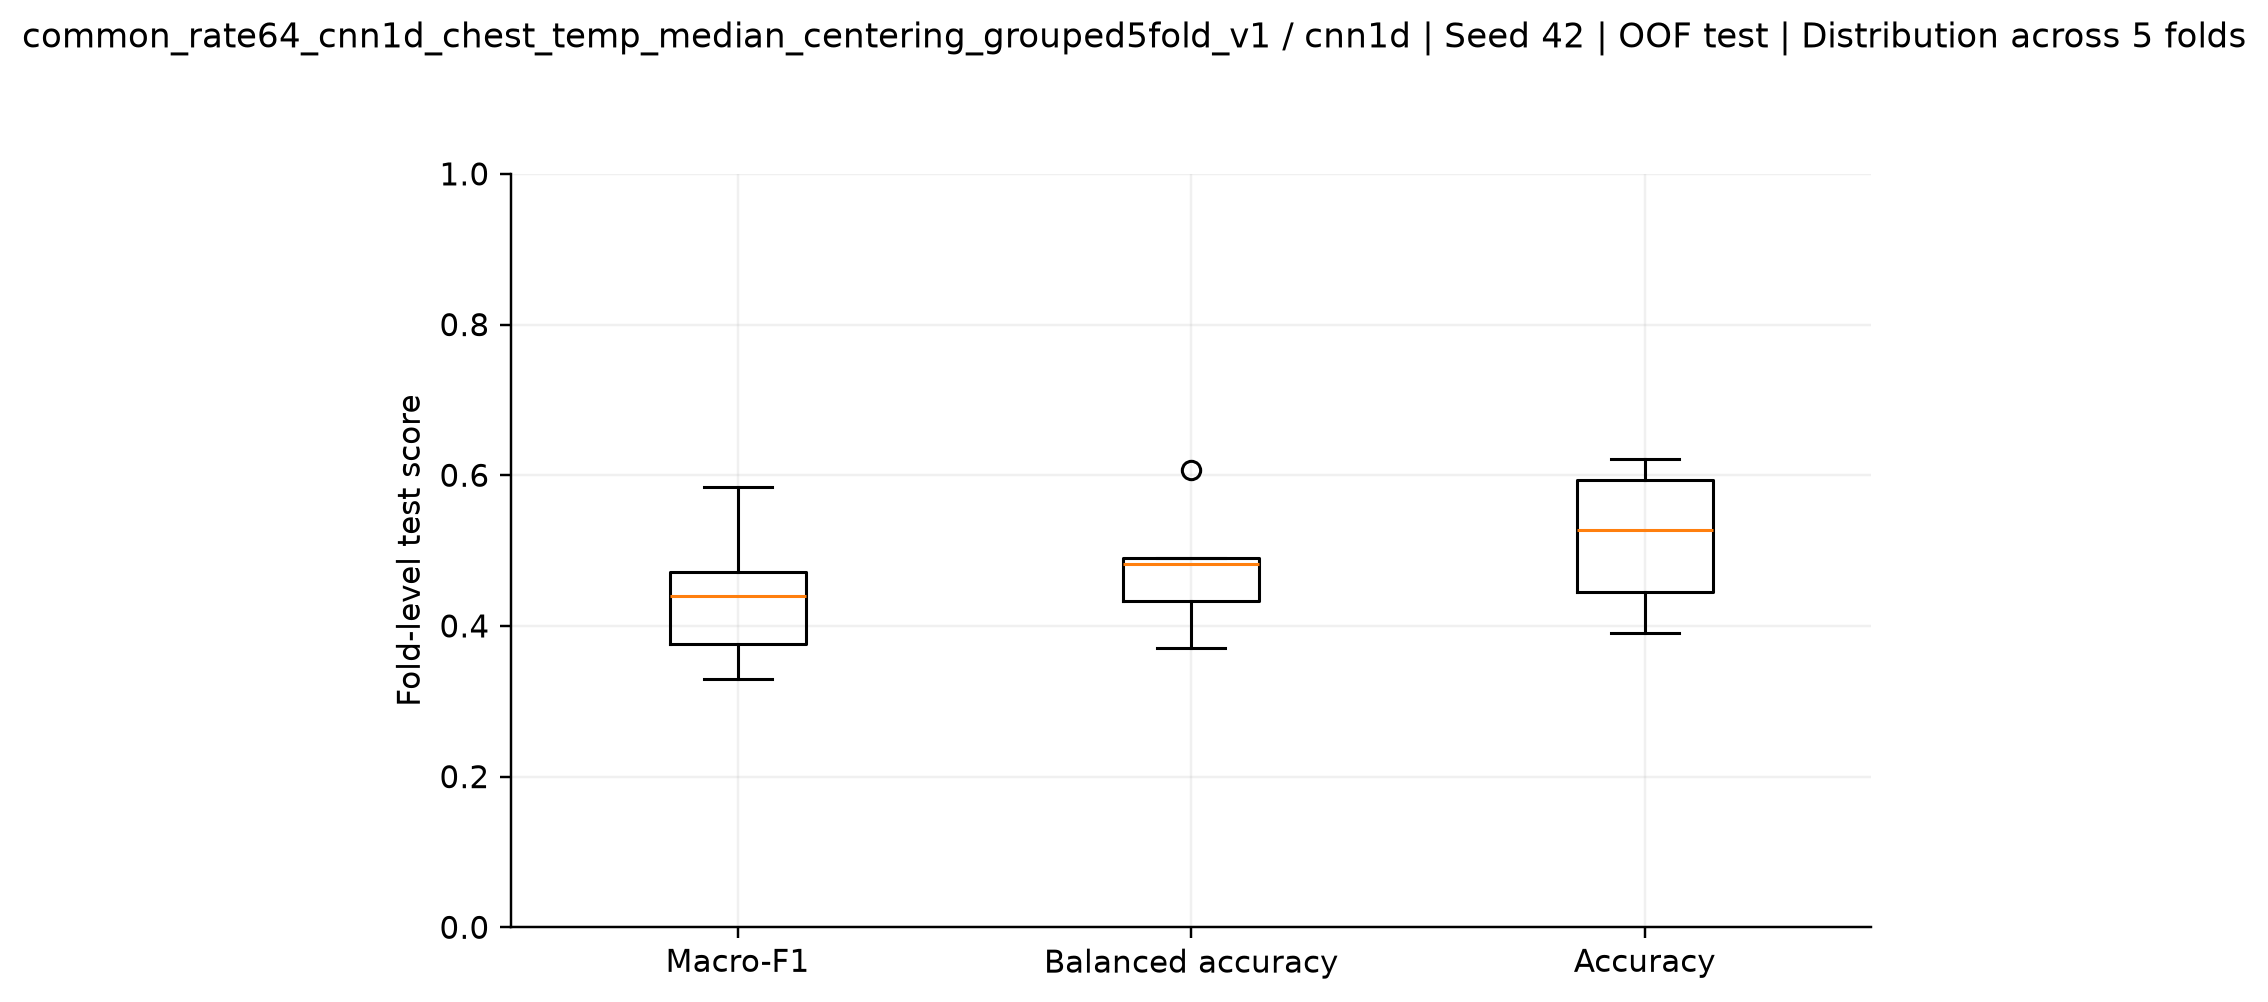 common_rate64_cnn1d_chest_temp_median_centering_grouped5fold_v1 / cnn1d | Seed 42 | OOF test | Distribution across 5 folds
1.0
0.8
0.6
0.4
0.2
0.0
Fold-level test score
Macro-F1
Balanced accuracy
Accuracy